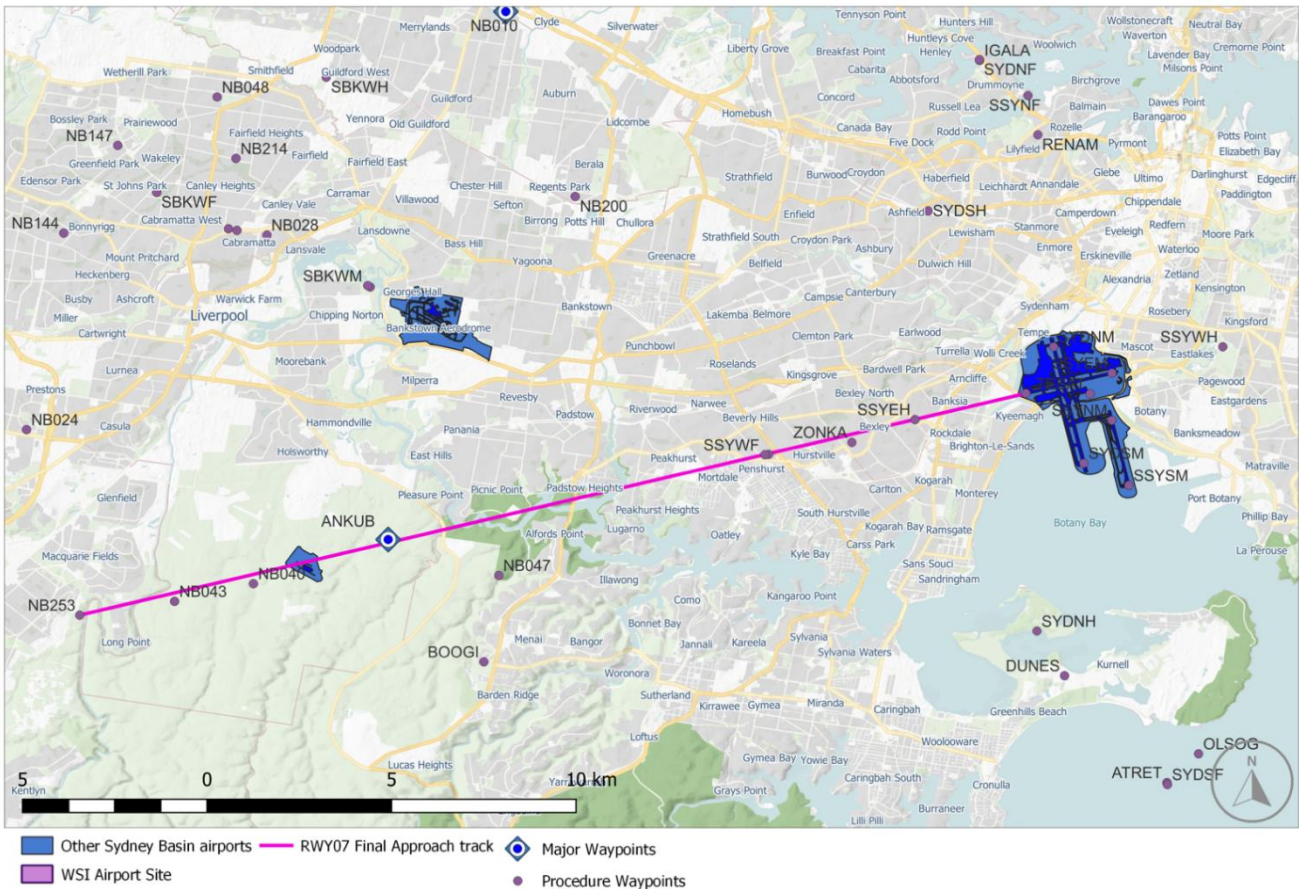 Tennyson Point
Hunters Hill
Wollstonecraft
Neutral Bay
Merrylands
Clyde
Silverwater
Huntleys Cove
Woolwich
Waverton
Cremorne Point
NB010
Liberty Grove
Breakfast Point
Henley
IGALA
Lavender Bay
Woodpark
Cabarita
Abbotsford
SYDNF
Birchgrove
Milsons Point
Wetherill Park
Smithfield
Guildford West
SBKWH
Drummoyne
NB048
Guildford
Auburn
Homebush
Concord
Russell Lea
SSYNF
Balmain
Dawes Point
Barangaroo
Bossley Park
Prairiewood
Yennora
Old Guildford
Lidcombe
Canada Bay
Rodd Point
Rozelle
NB147
Fairfield Heights
Five Dock
Lilyfield
RENAM
Pyrmont
Potts Point
Elizabeth Bay
Greenfield Park
Wakeley
NB214
Fairfield
Fairfield East
Berala
Strathfield
Burwood
Croydon
Haberfield
Leichhardt
Annandale
Glebe
Ultimo
Darlinghurst
Edgecliff
Edensor Park
St Johns Park
Canley Heights
Carramar
Chester Hill
Sefton
Regents Park
Paddington
SBKWF
Villawood
Birrong
Potts Hill
NB200
Chullora
Enfield
Ashfield
SYDSH
Camperdown
Chippendale
NB144
Bonnyrigg
Cabramatta West
Canley Vale
NB028
Lansdowne
Strathfield South
Croydon Park
Lewisham
Stanmore
Redfern
Moore Park
Cabramatta
Lansvale
Bass Hill
Greenacre
Ashbury
Enmore
Eveleigh
Waterloo
Mount Pritchard
Yagoona
Belfield
Dulwich Hill
Erskineville
Zetland
Heckenberg
SBKWM
Georges Hall
Alexandria
Kensington
Busby
Ashcroft
Warwick Farm
Chipping Norton
Bankstown
Campsie
Canterbury
Rosebery
Miller
Liverpool
Bankstown Aerodrome
Lakemba
Belmore
Sydenham
Kingsford
Cartwright
Clemton Park
Earlwood
Tempe
Mascot
SSYWH
Moorebank
Punchbowl
Turrella
Wolli Creek
Eastlakes
Prestons
Lurnea
Milperra
Roselands
Bardwell Park
Kingsgrove
Arncliffe
Pagewood
Revesby
Bexley North
Eastgardens
NB024
Casula
Hammondville
Padstow
Riverwood
Narwee
Beverly Hills
SSYEH
Banksia
Kyeemagh
Botany
Panania
ZONKA
Bexley
Rockdale
Banksmeadow
Holsworthy
East Hills
Peakhurst
SSYWF
Hurstville
Brighton-Le-Sands
SYDSM
Matraville
Glenfield
Pleasure Point
Picnic Point
Padstow Heights
Mortdale
Penshurst
Kogarah
Carlton
Monterey
SSYSM
Port Botany
ANKUB
Alfords Point
Peakhurst Heights
Lugarno
South Hurstville
Kogarah Bay
Ramsgate
Botany Bay
Phillip Bay
Macquarie Fields
Oatley
Carss Park
La Perouse
Kyle Bay
Sans Souci
NB253
NB043
NB046
NB047
Illawong
Sandringham
Como
Kangaroo Point
Long Point
Menai
Bangor
Bonnet Bay
Jannali
Kareela
Sylvania
SYDNH
BOOGI
Woronora
Sylvania Waters
DUNES
Kurnell
Barden Ridge
Sutherland
Kirrawee
Gymea
Miranda
Caringbah
Greenhills Beach
Loftus
Woolooware
Lucas Heights
Gymea Bay
Yowie Bay
OLSOG
5
0
5
10 km
Caringbah South
Cronulla
ATRET
SYDSF
N
Kentlyn
Grays Point
Burraneer
Lilli Pilli
Other Sydney Basin airports
RWY07 Final Approach track
Major Waypoints
WSI Airport Site
Procedure Waypoints